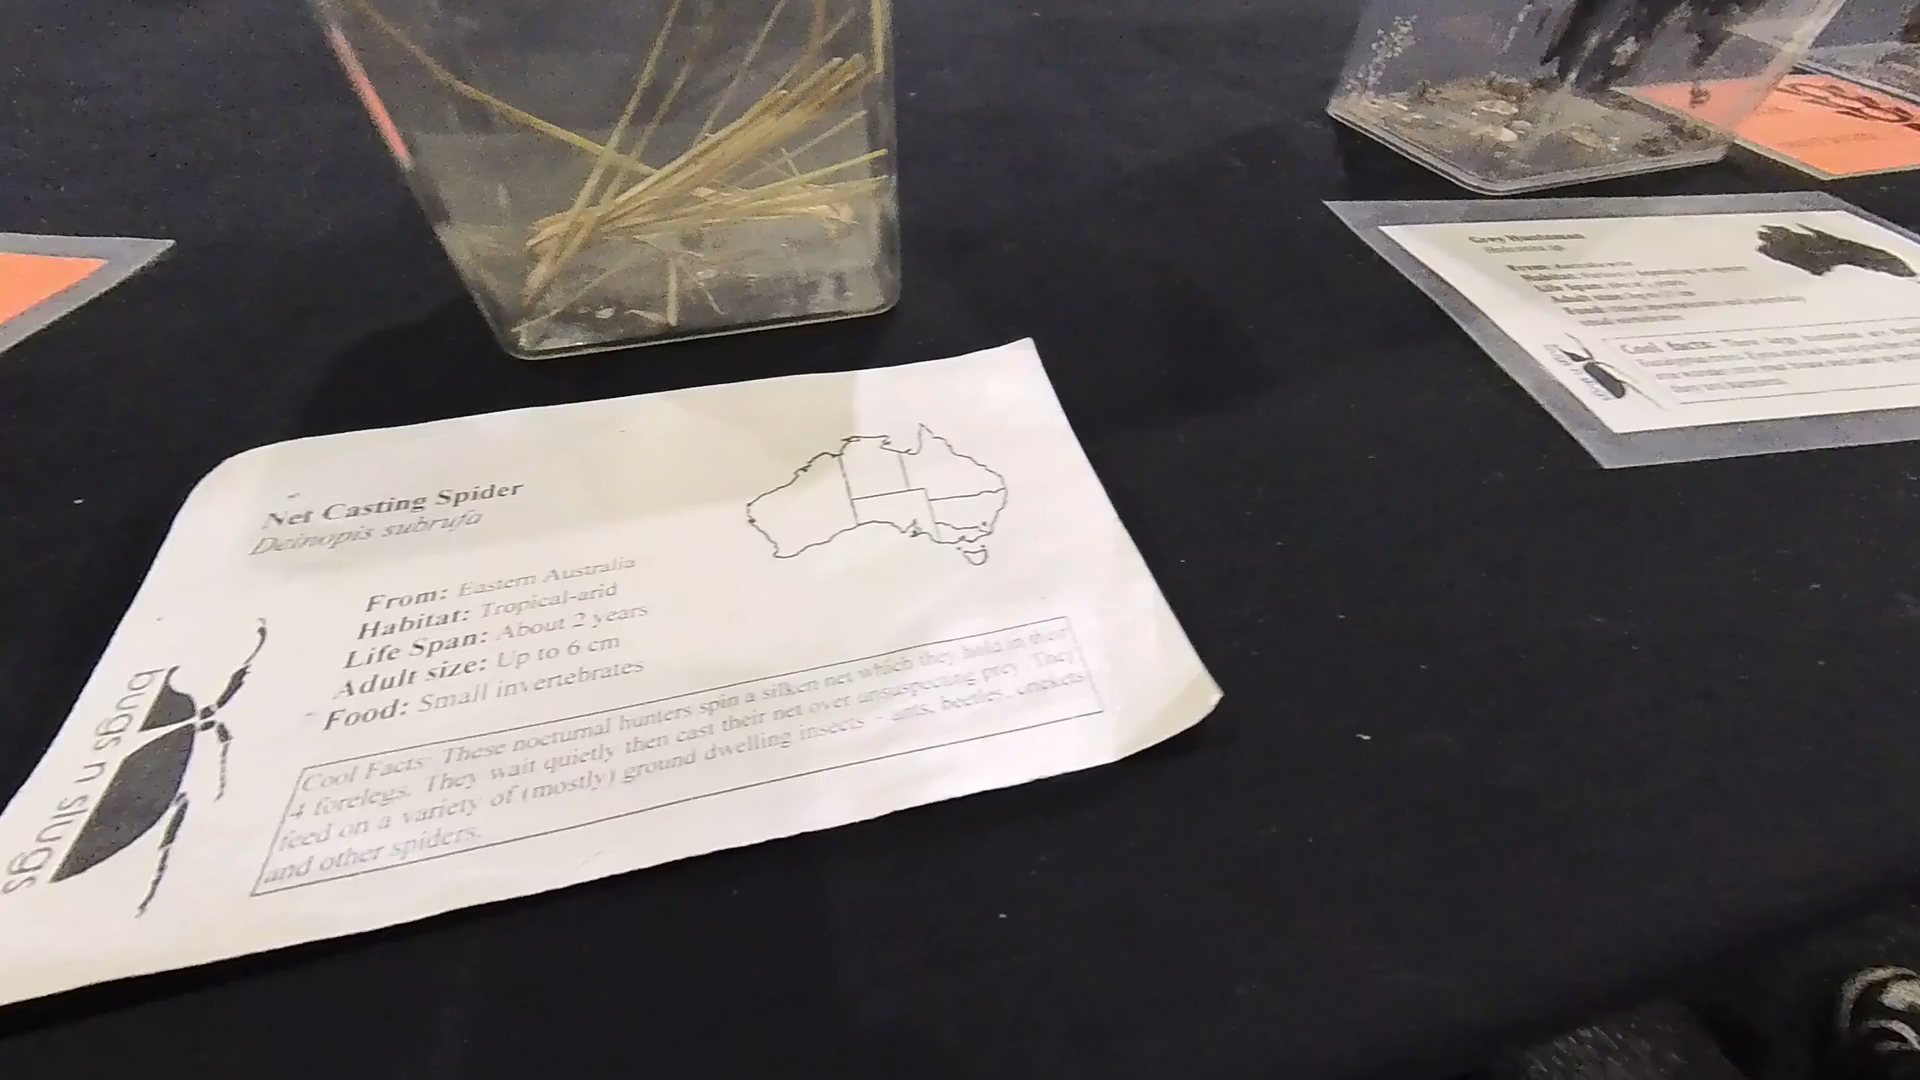 Net Casting Spider
Deinopis subrufa
From: Eastern Australia
Habitat: Tropical-arid
Life Span: About 2 years
Adult size: Up to 6 cm
Food: Small invertebrates
Cool Facts: These nocturnal hunters spin a silken net which they hold in their
4 forelegs. They wait quietly then cast their net over unsuspecting prey. They
feed on a variety of (mostly) ground dwelling insects - ants, beetles, crickets
and other spiders.
bugs n slugs
Grey Huntsman
Cool facts: